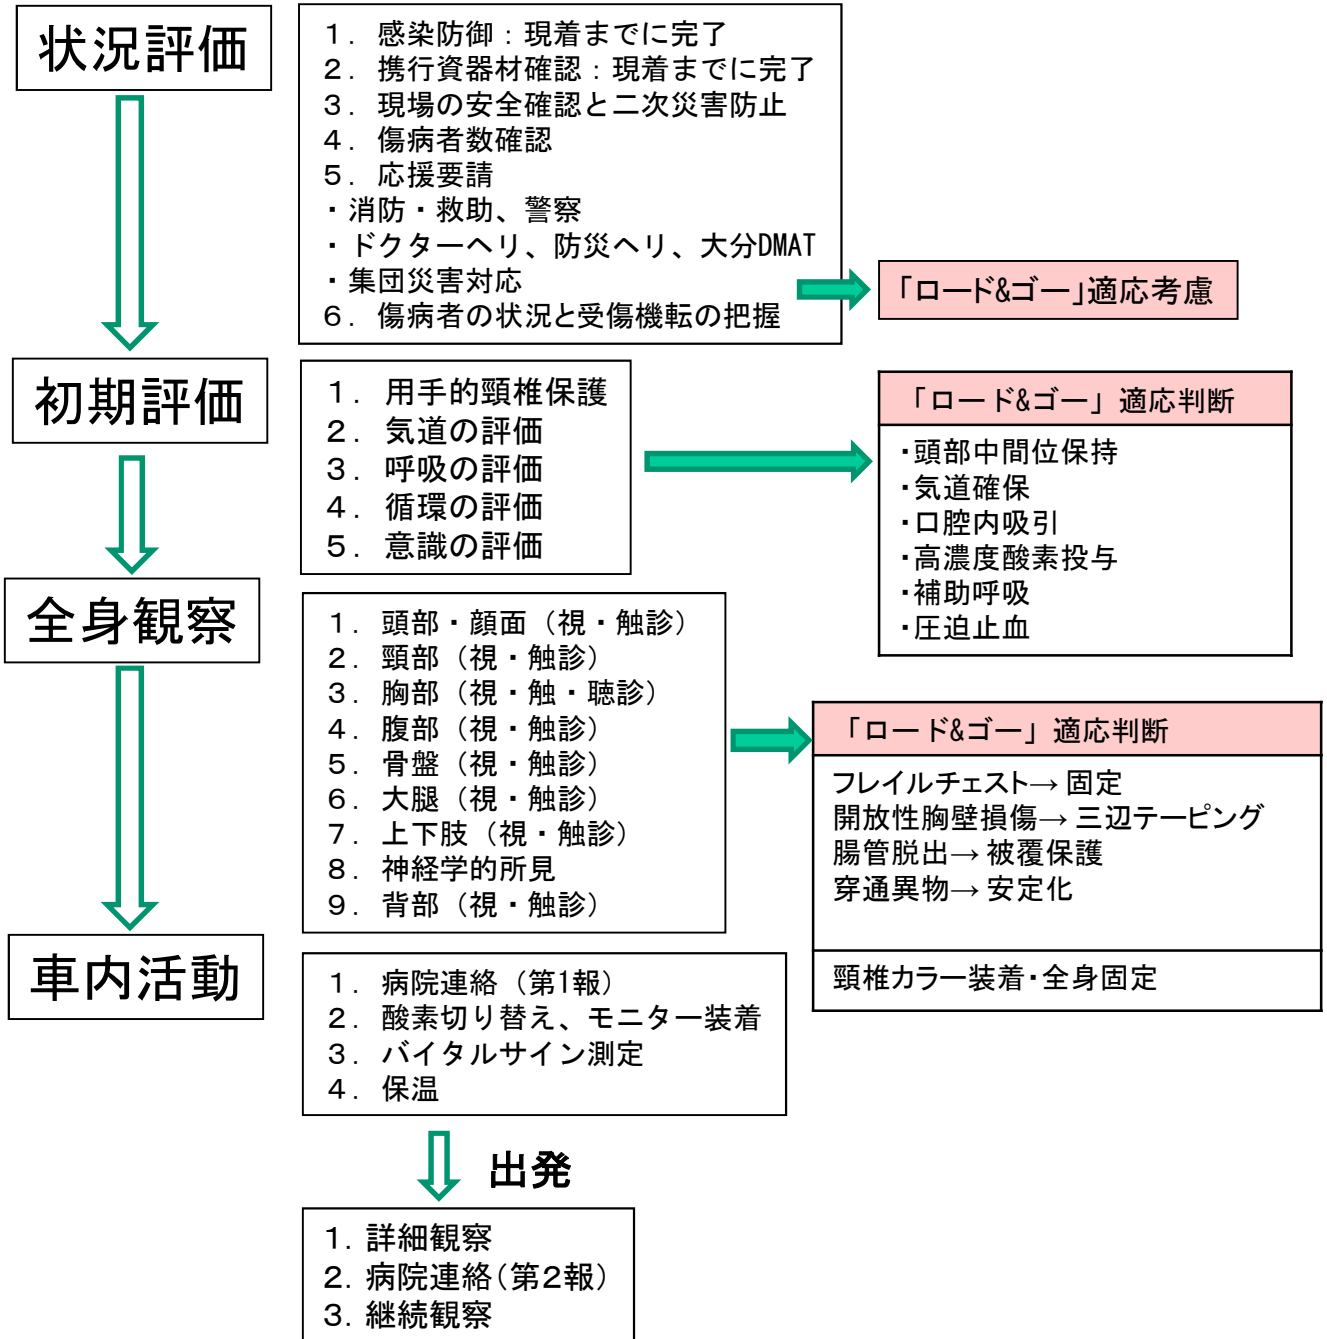 状況評価
1. 感染防御：現着までに完了
2. 携行資器材確認：現着までに完了
3. 現場の安全確認と二次災害防止
4. 傷病者数確認
5. 応援要請
・消防・救助、警察
・ドクターヘリ、防災ヘリ、大分DMAT
・集団災害対応
6. 傷病者の状況と受傷機転の把握
「ロード&ゴー」適応考慮
初期評価
1. 用手的頸椎保護
2. 気道の評価
3. 呼吸の評価
4. 循環の評価
5. 意識の評価
「ロード&ゴー」適応判断
・頭部中間位保持
・気道確保
・口腔内吸引
・高濃度酸素投与
・補助呼吸
・圧迫止血
全身観察
1. 頭部・顔面（視・触診）
2. 頸部（視・触診）
3. 胸部（視・触・聴診）
4. 腹部（視・触診）
5. 骨盤（視・触診）
6. 大腿（視・触診）
7. 上下肢（視・触診）
8. 神経学的所見
9. 背部（視・触診）
「ロード&ゴー」適応判断
フレイルチェスト→ 固定
開放性胸壁損傷→ 三辺テーピング
腸管脱出→ 被覆保護
穿通異物→ 安定化
頸椎カラー装着・全身固定
車内活動
1. 病院連絡（第1報）
2. 酸素切り替え、モニター装着
3. バイタルサイン測定
4. 保温
出発
1. 詳細観察
2. 病院連絡（第２報）
3. 継続観察